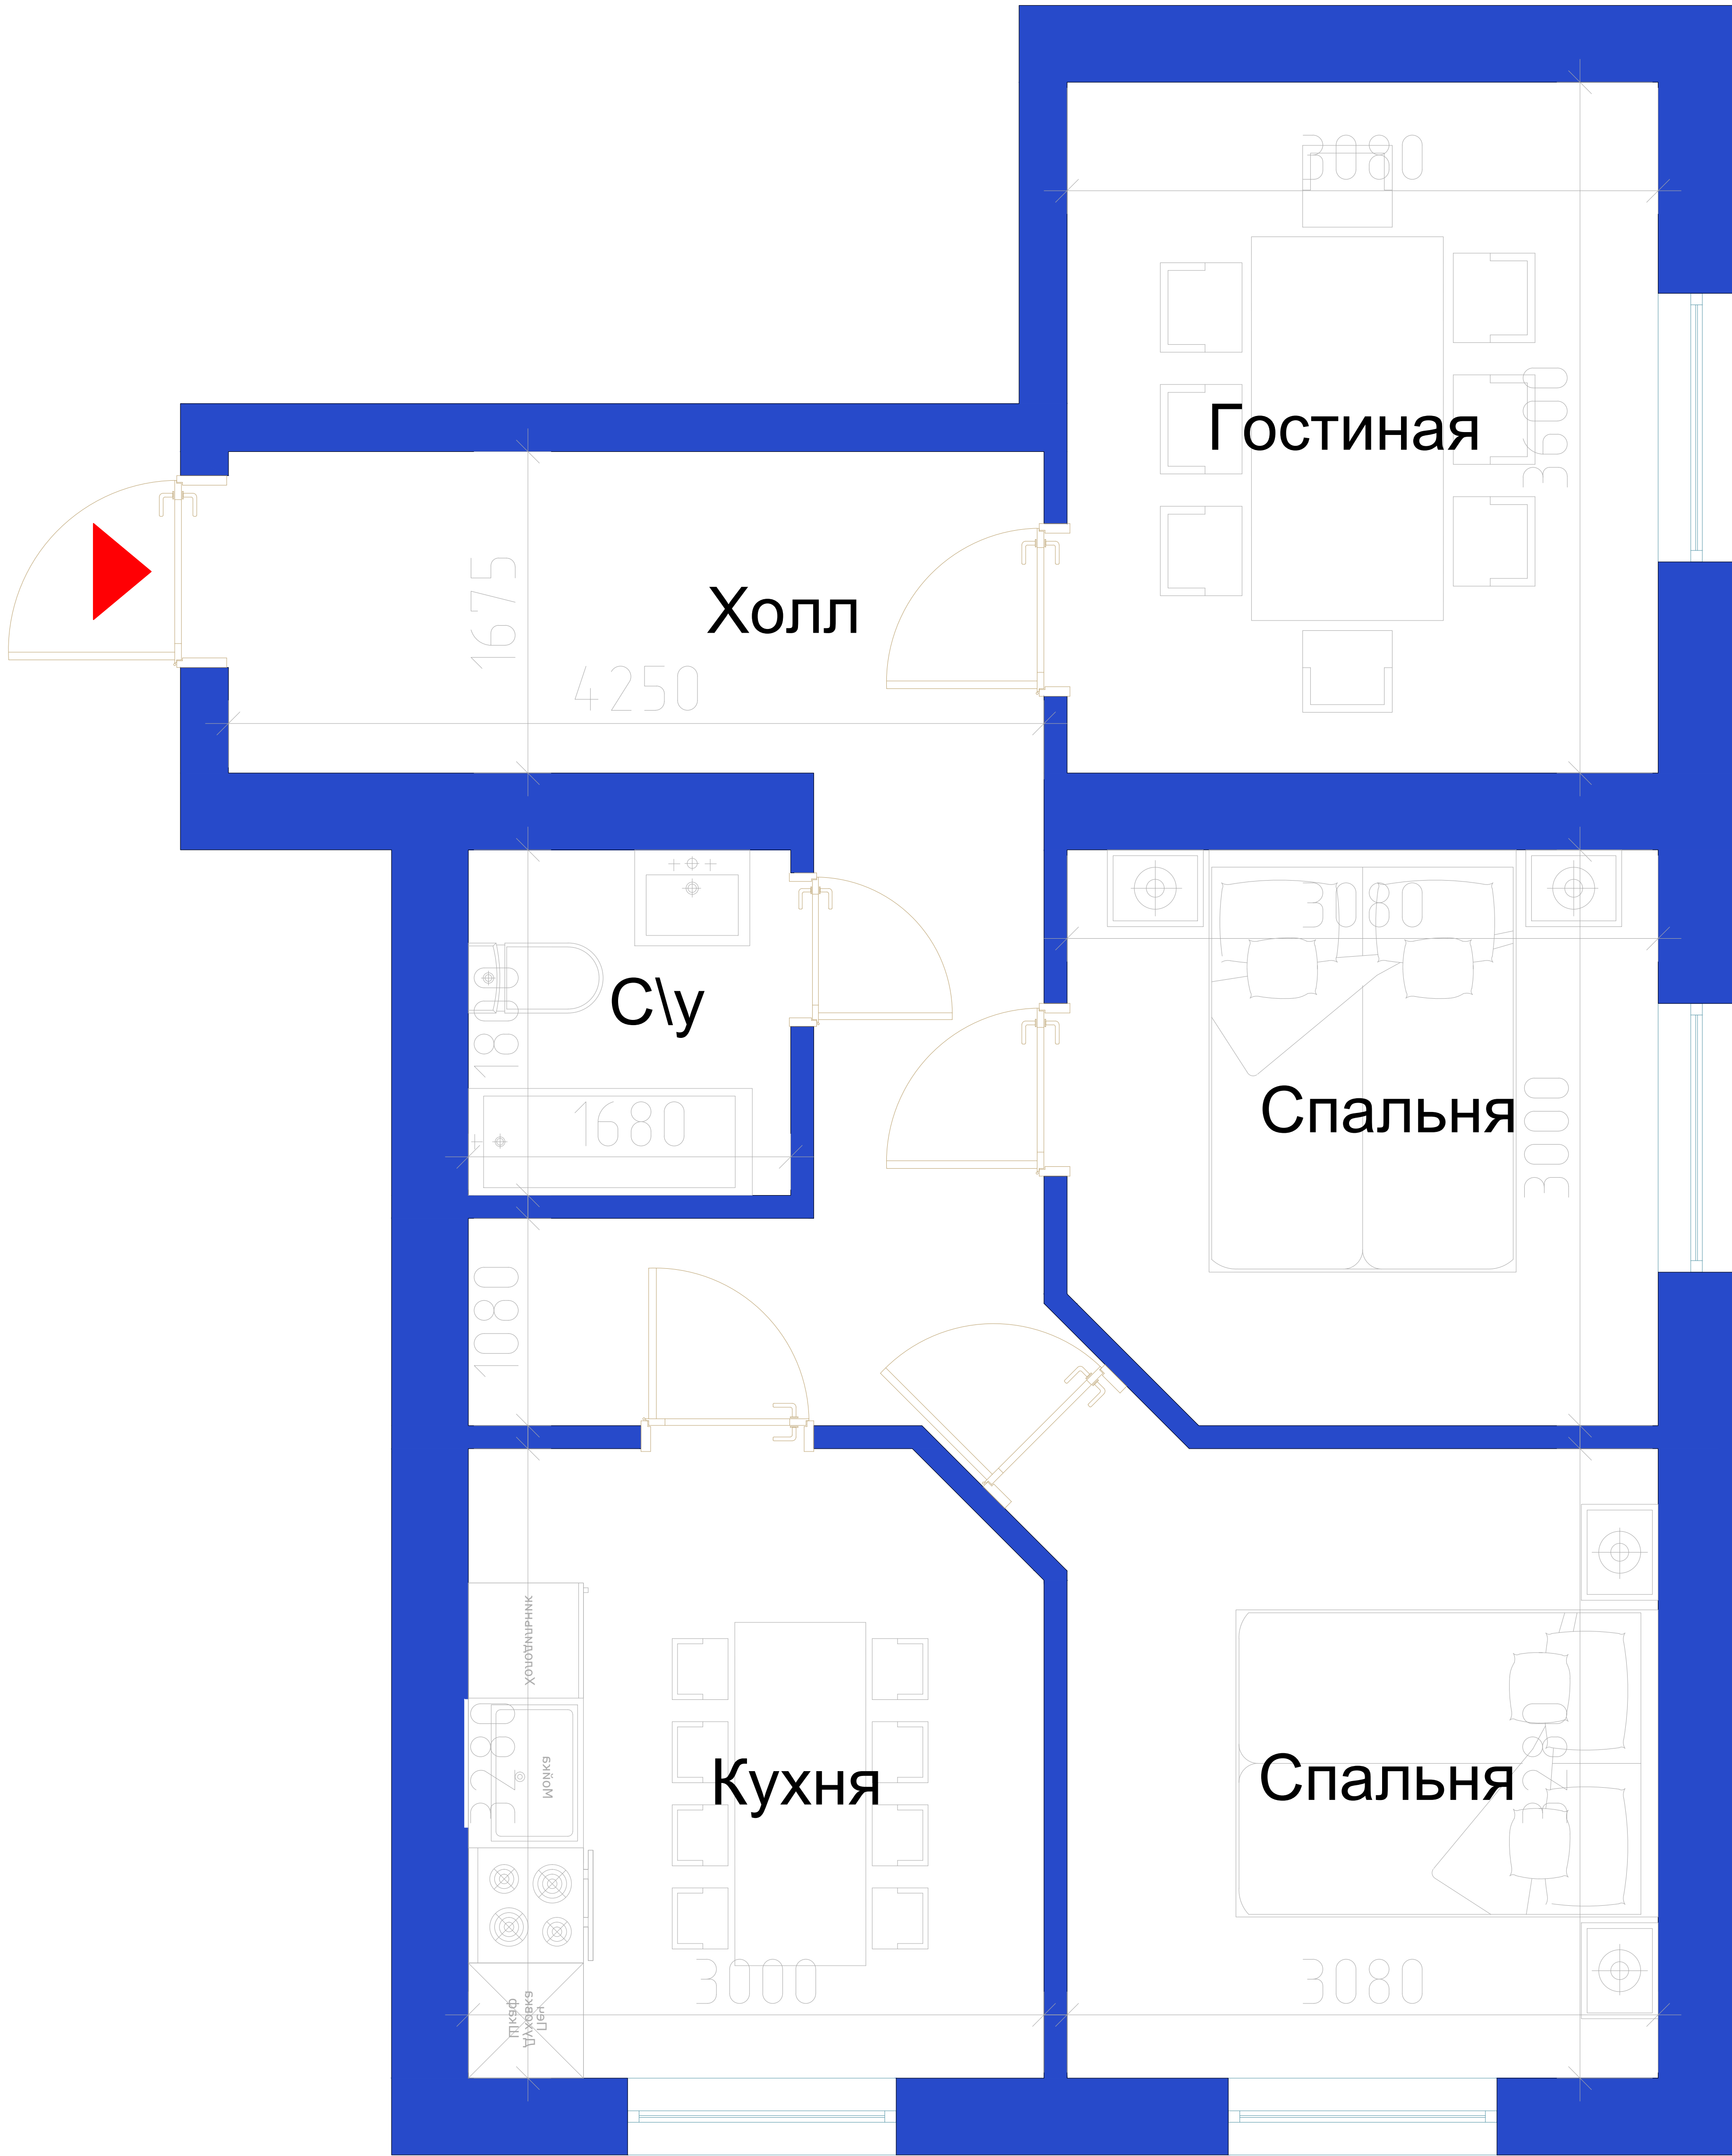 3080
Гостиная
3600
1675
Холл
4250
3080
1800
С\у
Спальня
3000
1680
1080
Холодильник
3280
Мойка
Кухня
Спальня
3280
3000
3080
Шкаф
Духовка
Печ